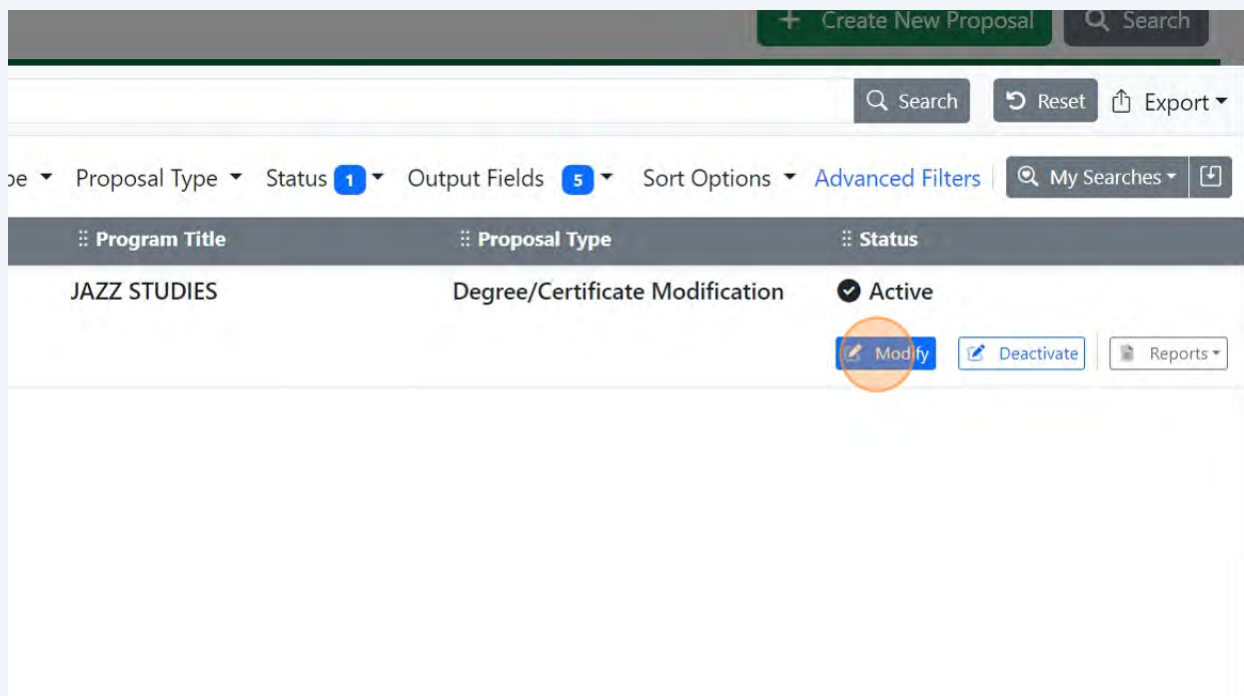 + Create New Proposal Search
Search Reset Export
pe Proposal Type Status 1 Output Fields 5 Sort Options Advanced Filters My Searches
Program Title Proposal Type Status
JAZZ STUDIES Degree/Certificate Modification Active
Modify Deactivate Reports